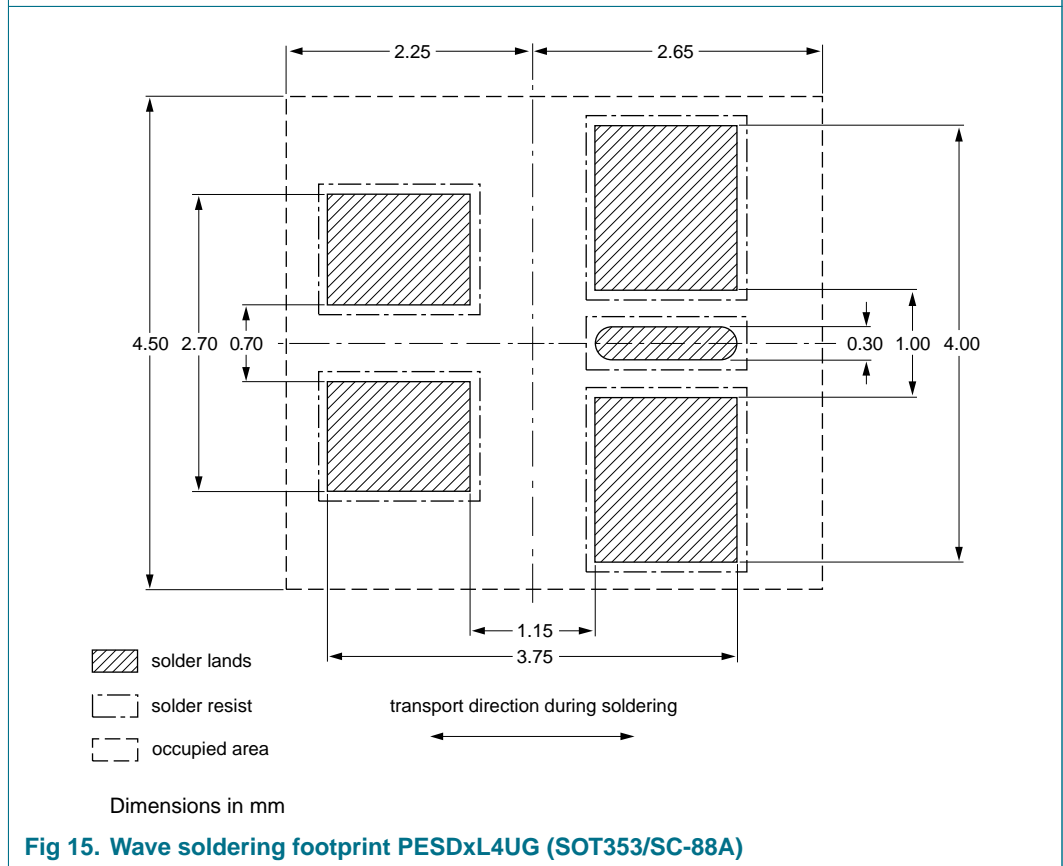 2.25 2.65
4.50 2.70 0.70 0.30 1.00 4.00
1.15
3.75
solder lands
solder resist
transport direction during soldering
occupied area
Dimensions in mm
Fig 15. Wave soldering footprint PESDxL4UG (SOT353/SC-88A)